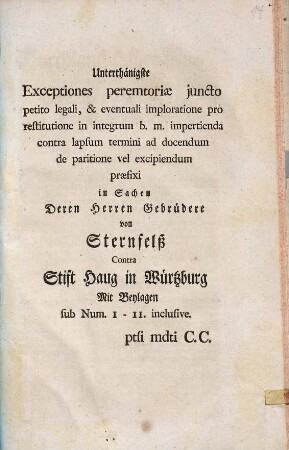 Unterthänigste
Exceptiones peremtoriæ juncto
petito legali, & eventuali imploratione pro
restitutione in integrum b. m. impertienda
contra lapsum termini ad docendum
de paritione vel excipiendum
præfixi
in Sachen
Deren Herren Gebrüdere
von
Sternfelß
Contra
Stift Haug in Würtzburg
Mit Beylagen
sub Num. 1 - 11. inclusive.
ptsi mdti C. C.